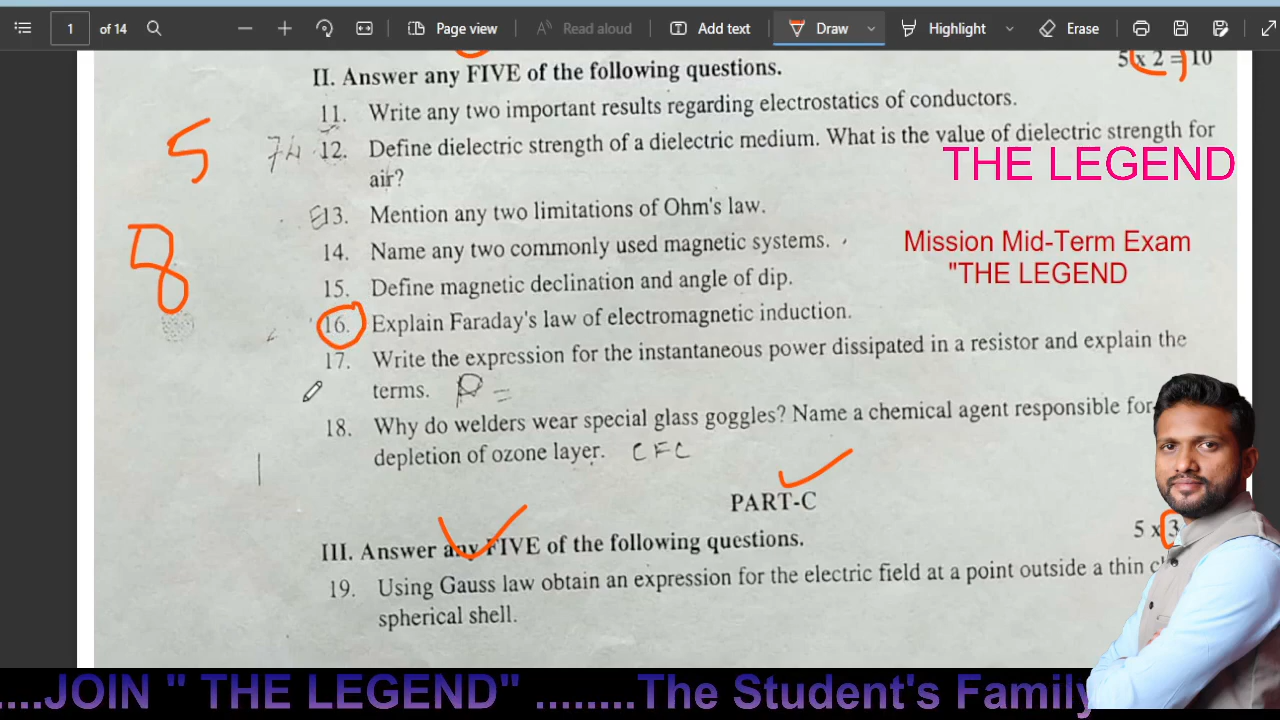 1 of 14 Page view Read aloud Add text Draw Highlight Erase
II. Answer any FIVE of the following questions. 5 x 2 = 10
11. Write any two important results regarding electrostatics of conductors.
74 12. Define dielectric strength of a dielectric medium. What is the value of dielectric strength for
air?
THE LEGEND
5
13. Mention any two limitations of Ohm's law.
14. Name any two commonly used magnetic systems.
Mission Mid-Term Exam
"THE LEGEND
8
15. Define magnetic declination and angle of dip.
16. Explain Faraday's law of electromagnetic induction.
17. Write the expression for the instantaneous power dissipated in a resistor and explain the
terms. P =
18. Why do welders wear special glass goggles? Name a chemical agent responsible for
depletion of ozone layer. CFC
PART-C
III. Answer any FIVE of the following questions. 5 x 3
19. Using Gauss law obtain an expression for the electric field at a point outside a thin
spherical shell.
....JOIN " THE LEGEND" ........The Student's Family